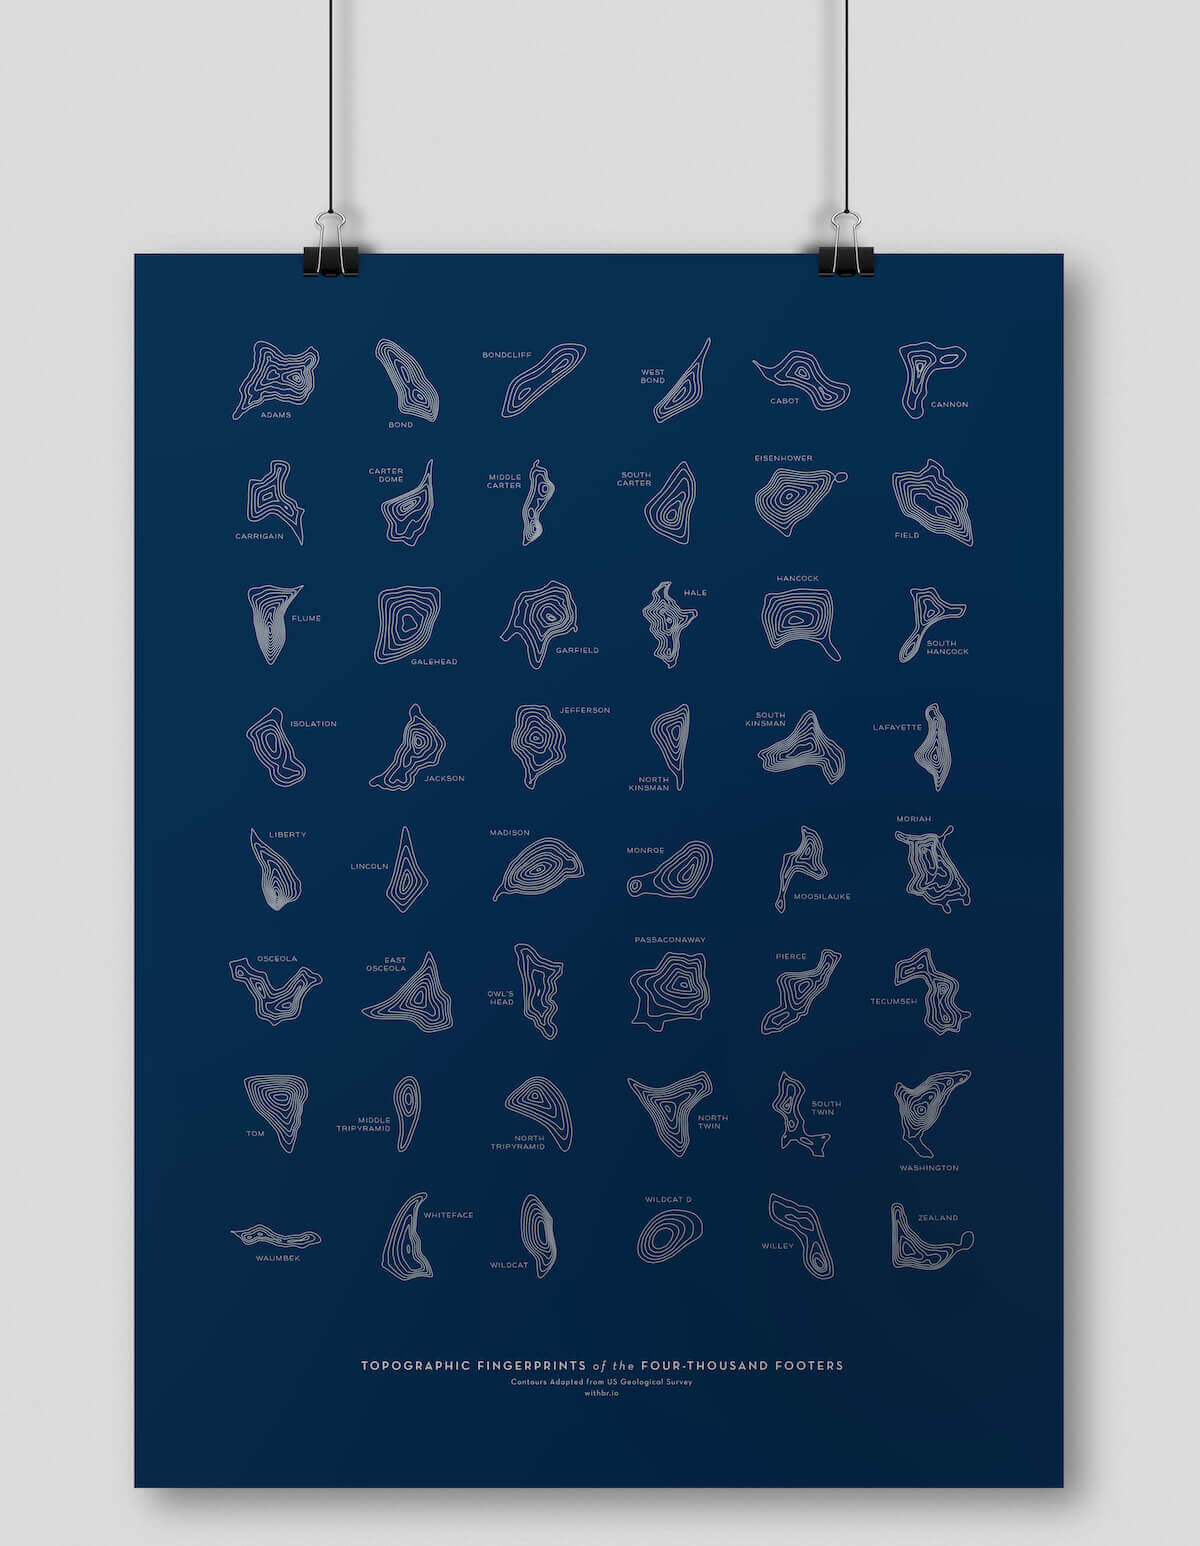 ADAMS
BOND
BONDCLIFF
WEST
BOND
CABOT
CANNON
CARRIGAIN
CARTER
DOME
MIDDLE
CARTER
SOUTH
CARTER
EISENHOWER
FIELD
FLUME
GALEHEAD
GARFIELD
HALE
HANCOCK
SOUTH
HANCOCK
ISOLATION
JACKSON
JEFFERSON
NORTH
KINSMAN
SOUTH
KINSMAN
LAFAYETTE
LIBERTY
LINCOLN
MADISON
MONROE
MOOSILAUKE
MORIAH
OSCEOLA
EAST
OSCEOLA
OWL'S
HEAD
PASSACONAWAY
PIERCE
TECUMSEH
TOM
MIDDLE
TRIPYRAMID
NORTH
TRIPYRAMID
NORTH
TWIN
SOUTH
TWIN
WASHINGTON
WAUMBEK
WHITEFACE
WILDCAT
WILDCAT D
WILLEY
ZEALAND
TOPOGRAPHIC FINGERPRINTS of the FOUR-THOUSAND FOOTERS
Contours Adapted from US Geological Survey
withbr.io